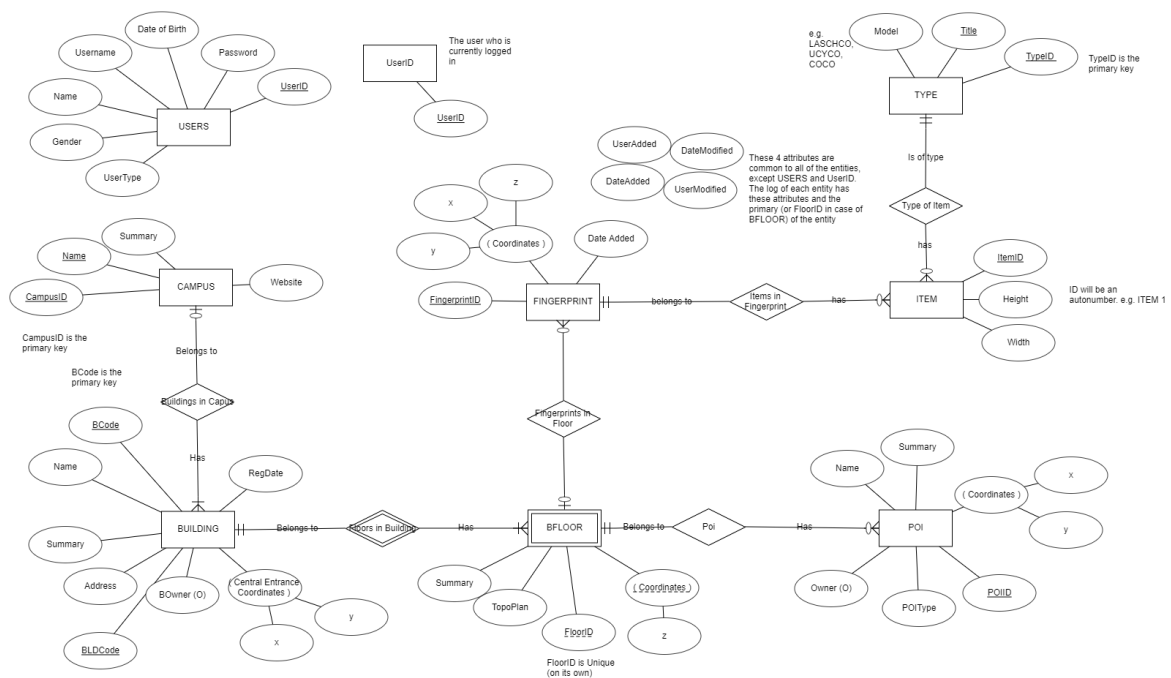 Date of Birth
Username
Password
UserID
Name
Gender
UserType
USERS
UserID
The user who is
currently logged
in
UserID
e.g.
LASCHCO,
UCYCO,
COCO
Model
Title
TypeID
TypeID is the
primary key
TYPE
Is of type
Type of Item
has
UserAdded
DateModified
DateAdded
UserModified
These 4 attributes are
common to all of the entities,
except USERS and UserID.
The log of each entity has
these attributes and the
primary (or FloorID in case of
BFLOOR) of the entity
z
x
y
( Coordinates )
Date Added
FingerprintID
FINGERPRINT
belongs to
Items in
Fingerprint
has
ITEM
ItemID
Height
Width
ID will be an
autonumber. e.g. ITEM 1
Summary
Name
CampusID
CAMPUS
Website
CampusID is the
primary key
Belongs to
BCode is the
primary key
Buildings in Capus
Has
Fingerprints in
Floor
BCode
Name
RegDate
BUILDING
Summary
Address
BOwner (O)
BLDCode
( Central Entrance
Coordinates )
x
y
Belongs to
Floors in Building
Has
BFLOOR
Summary
TopoPlan
FloorID
( Coordinates )
z
FloorID is Unique
(on its own)
Belongs to
Poi
Has
POI
Name
Summary
( Coordinates )
x
y
Owner (O)
POIType
POIID